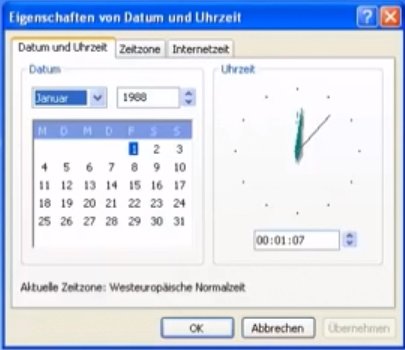 Eigenschaften von Datum und Uhrzeit
Datum und Uhrzeit Zeitzone Internetzeit
Datum Uhrzeit
Januar 1988
M D M D F S S
1 2 3
4 5 6 7 8 9 10
11 12 13 14 15 16 17
18 19 20 21 22 23 24
25 26 27 28 29 30 31
00:01:07
Aktuelle Zeitzone: Westeuropäische Normalzeit
OK Abbrechen Übernehmen